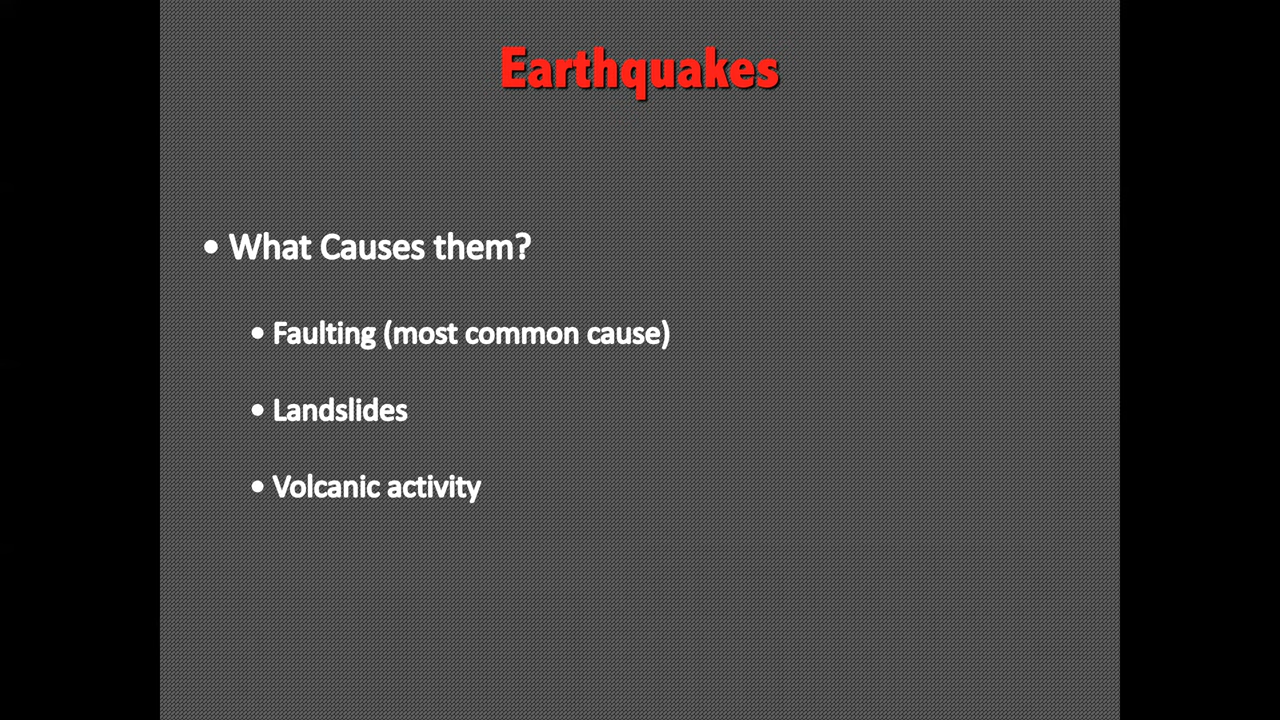 Earthquakes
• What Causes them?
• Faulting (most common cause)
• Landslides
• Volcanic activity